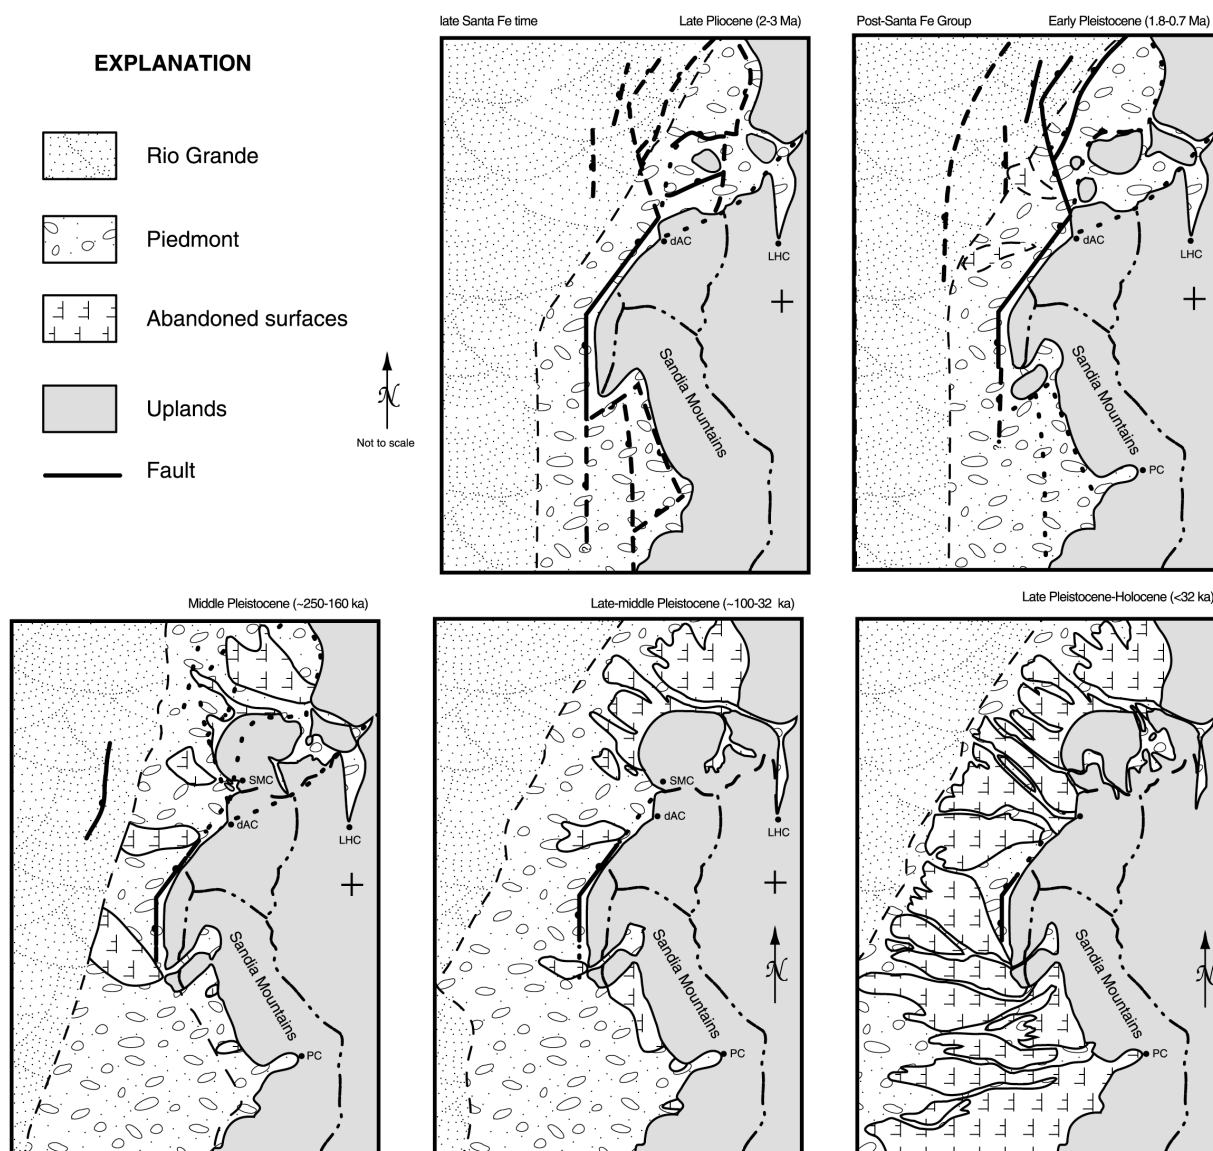 EXPLANATION
Rio Grande
Piedmont
Abandoned surfaces
Uplands
Fault
N
Not to scale
late Santa Fe time
Late Pliocene (2-3 Ma)
dAC
LHC
Sandia Mountains
Post-Santa Fe Group
Early Pleistocene (1.8-0.7 Ma)
dAC
LHC
Sandia Mountains
PC
Middle Pleistocene (~250-160 ka)
SMC
dAC
LHC
Sandia Mountains
PC
Late-middle Pleistocene (~100-32 ka)
SMC
dAC
LHC
Sandia Mountains
N
PC
Late Pleistocene-Holocene (<32 ka)
Sandia Mountains
N
PC